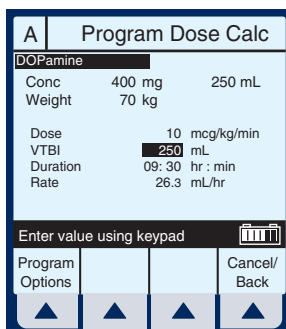 A Program Dose Calc
DOPamine
Conc 400 mg 250 mL
Weight 70 kg
Dose 10 mcg/kg/min
VTBI 250 mL
Duration 09: 30 hr : min
Rate 26.3 mL/hr
Enter value using keypad
Program Options
Cancel/ Back